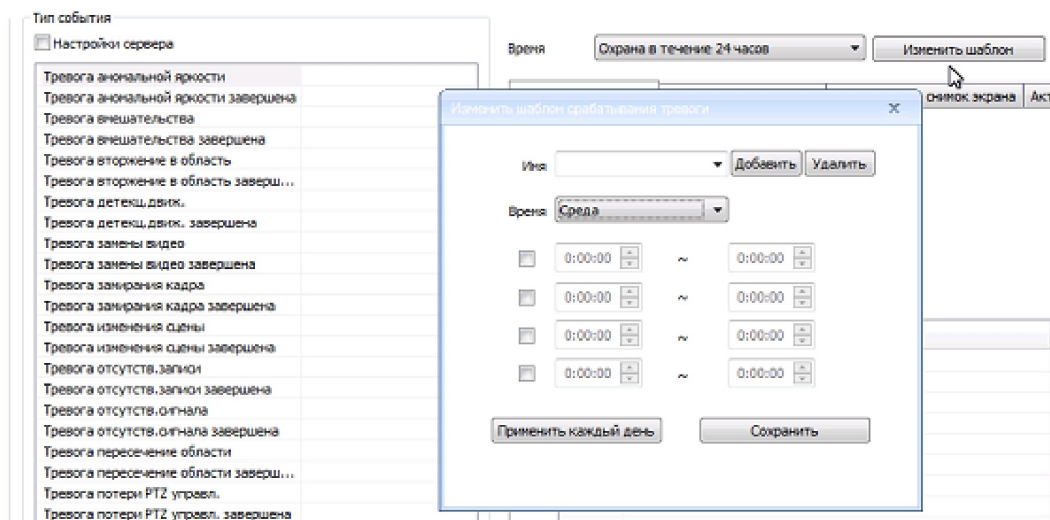 Тип события
Настройки сервера
Время
Охрана в течение 24 часов
Изменить шаблон
снимок экрана
Акт
Тревога аномальной яркости
Тревога аномальной яркости завершена
Тревога вмешательства
Тревога вмешательства завершена
Тревога вторжение в область
Тревога вторжение в область заверш...
Тревога детекц.движ.
Тревога детекц.движ. завершена
Тревога замены видео
Тревога замены видео завершена
Тревога замирания кадра
Тревога замирания кадра завершена
Тревога изменения сцены
Тревога изменения сцены завершена
Тревога отсутств.записи
Тревога отсутств.записи завершена
Тревога отсутств.сигнала
Тревога отсутств.сигнала завершена
Тревога пересечение области
Тревога пересечение области заверш...
Тревога потери PTZ управл.
Тревога потери PTZ управл. завершена
Изменить шаблон срабатывания тревоги
Имя
Добавить
Удалить
Время
Среда
0:00:00 ~ 0:00:00
0:00:00 ~ 0:00:00
0:00:00 ~ 0:00:00
0:00:00 ~ 0:00:00
Применить каждый день
Сохранить